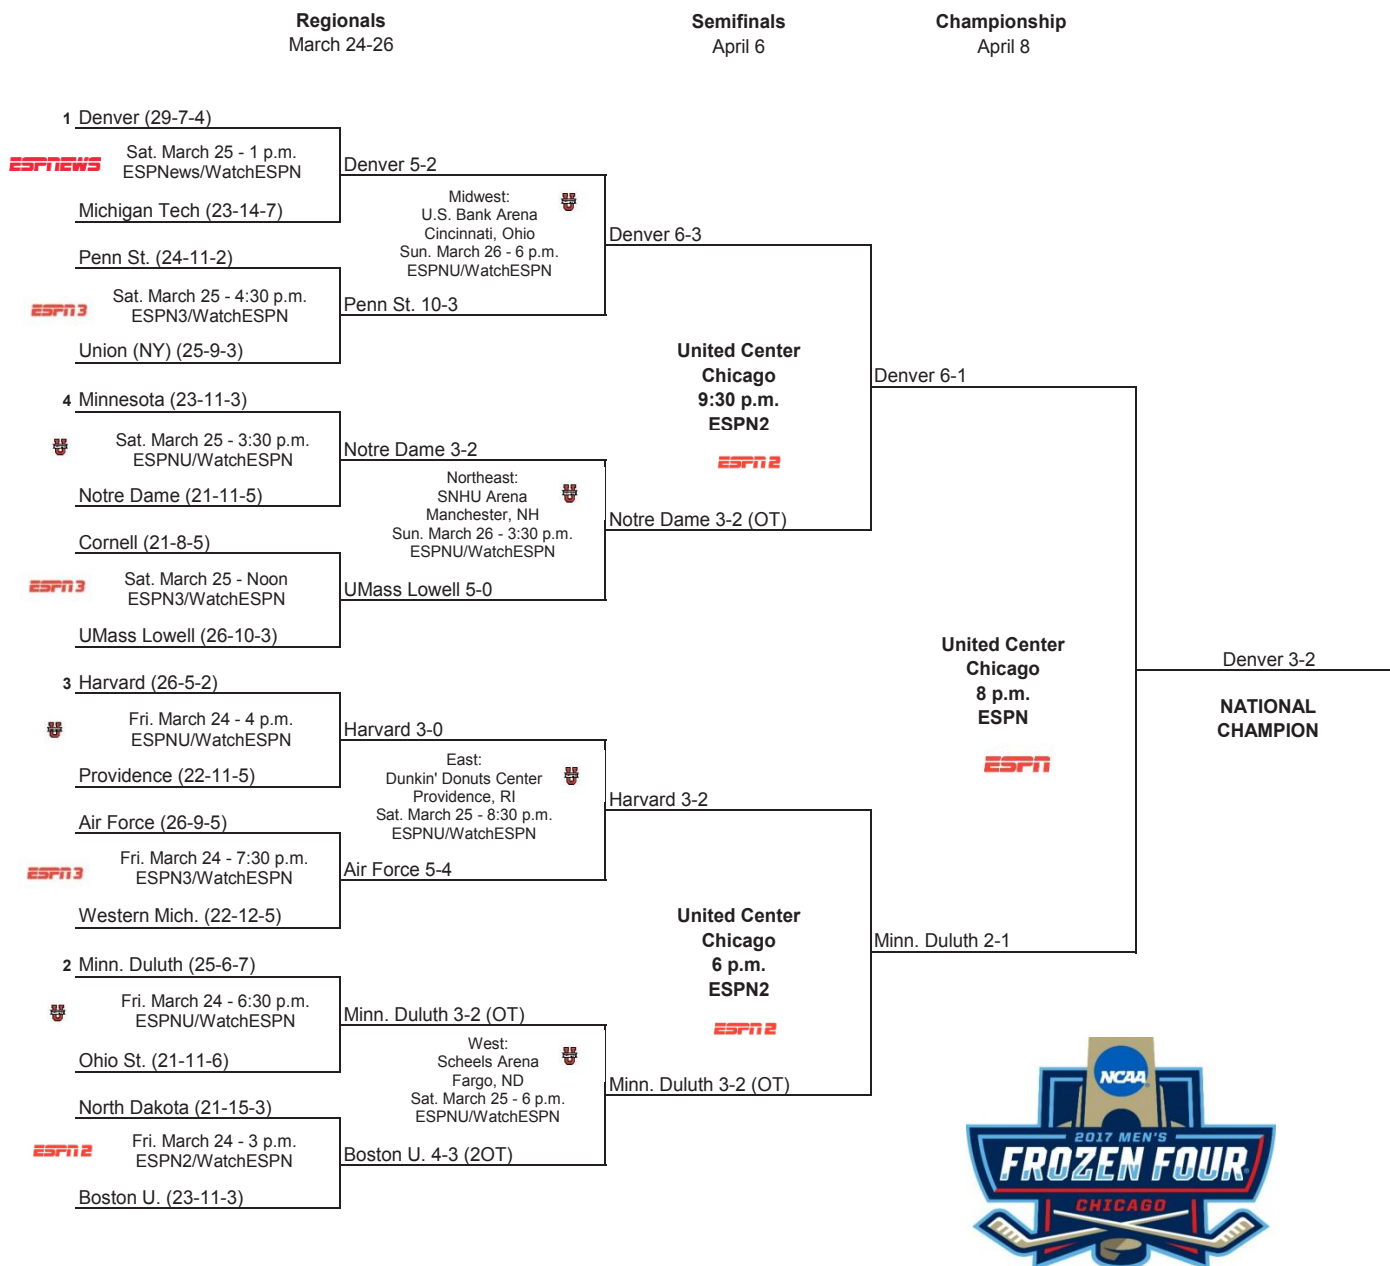 Regionals
March 24-26
Semifinals
April 6
Championship
April 8
1 Denver (29-7-4)
ESPNEWS
Sat. March 25 - 1 p.m.
ESPNews/WatchESPN
Michigan Tech (23-14-7)
Denver 5-2
Midwest:
U.S. Bank Arena
Cincinnati, Ohio
Sun. March 26 - 6 p.m.
ESPNU/WatchESPN
Penn St. (24-11-2)
ESPN 3
Sat. March 25 - 4:30 p.m.
ESPN3/WatchESPN
Union (NY) (25-9-3)
Penn St. 10-3
Denver 6-3
4 Minnesota (23-11-3)
Sat. March 25 - 3:30 p.m.
ESPNU/WatchESPN
Notre Dame (21-11-5)
Notre Dame 3-2
Northeast:
SNHU Arena
Manchester, NH
Sun. March 26 - 3:30 p.m.
ESPNU/WatchESPN
Cornell (21-8-5)
ESPN 3
Sat. March 25 - Noon
ESPN3/WatchESPN
UMass Lowell (26-10-3)
UMass Lowell 5-0
Notre Dame 3-2 (OT)
United Center
Chicago
9:30 p.m.
ESPN2
ESPN 2
Denver 6-1
3 Harvard (26-5-2)
Fri. March 24 - 4 p.m.
ESPNU/WatchESPN
Providence (22-11-5)
Harvard 3-0
East:
Dunkin' Donuts Center
Providence, RI
Sat. March 25 - 8:30 p.m.
ESPNU/WatchESPN
Air Force (26-9-5)
ESPN 3
Fri. March 24 - 7:30 p.m.
ESPN3/WatchESPN
Western Mich. (22-12-5)
Air Force 5-4
Harvard 3-2
2 Minn. Duluth (25-6-7)
Fri. March 24 - 6:30 p.m.
ESPNU/WatchESPN
Ohio St. (21-11-6)
Minn. Duluth 3-2 (OT)
West:
Scheels Arena
Fargo, ND
Sat. March 25 - 6 p.m.
ESPNU/WatchESPN
North Dakota (21-15-3)
ESPN 2
Fri. March 24 - 3 p.m.
ESPN2/WatchESPN
Boston U. (23-11-3)
Boston U. 4-3 (2OT)
Minn. Duluth 3-2 (OT)
United Center
Chicago
6 p.m.
ESPN2
ESPN 2
Minn. Duluth 2-1
United Center
Chicago
8 p.m.
ESPN
ESPN
Denver 3-2
NATIONAL
CHAMPION
NCAA
2017 MEN'S
FROZEN FOUR
CHICAGO